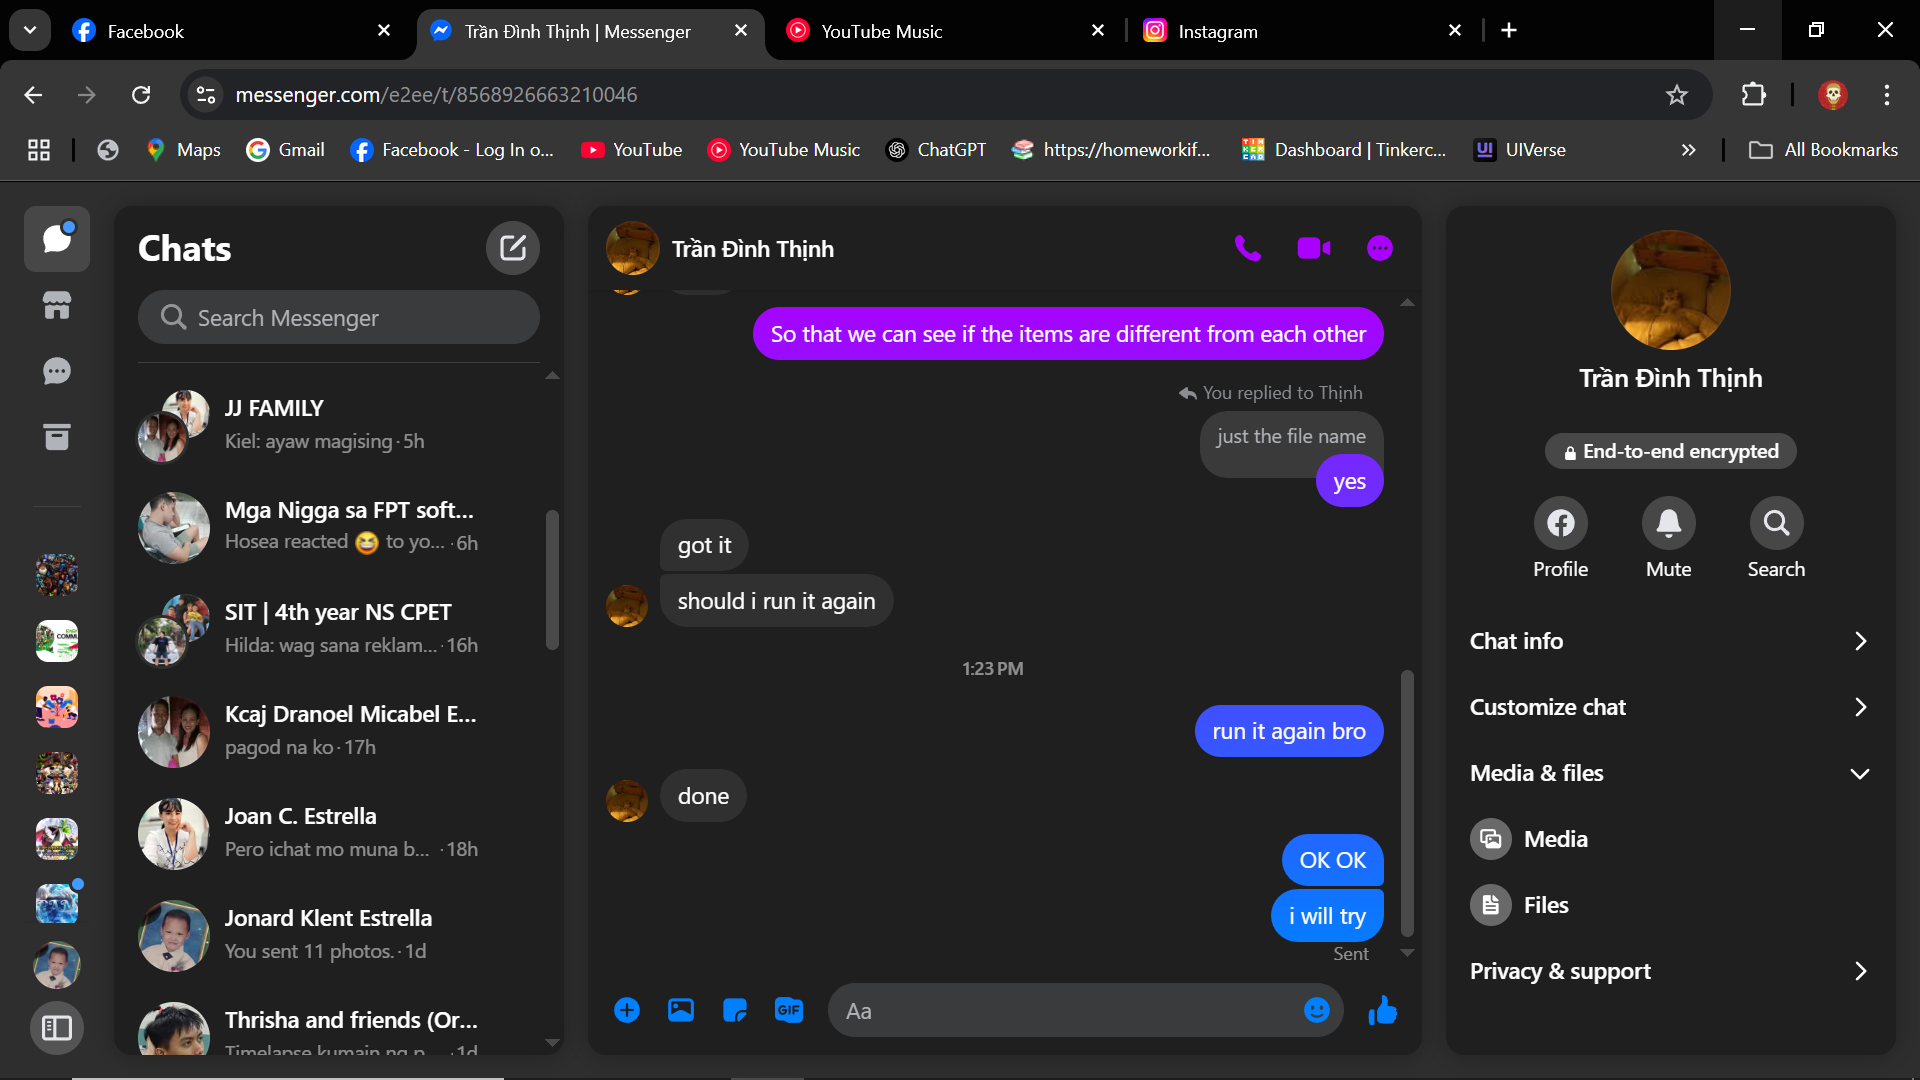 Facebook
Trần Đình Thịnh | Messenger
YouTube Music
Instagram
messenger.com/e2ee/t/8568926663210046
Maps
Gmail
Facebook - Log In o...
YouTube
YouTube Music
ChatGPT
https://homeworkif...
Dashboard | Tinkerc...
UIVerse
All Bookmarks
Chats
Search Messenger
JJ FAMILY
Kiel: ayaw magising · 5h
Mga Nigga sa FPT soft...
Hosea reacted 😆 to yo... · 6h
SIT | 4th year NS CPET
Hilda: wag sana reklam... · 16h
Kcaj Dranoel Micabel E...
pagod na ko · 17h
Joan C. Estrella
Pero ichat mo muna b... · 18h
Jonard Klent Estrella
You sent 11 photos. · 1d
Thrisha and friends (Or...
Timelapse kumain ng p... · 1d
Trần Đình Thịnh
So that we can see if the items are different from each other
You replied to Thịnh
just the file name
yes
got it
should i run it again
1:23 PM
run it again bro
done
OK OK
i will try
Sent
GIF
Aa
Trần Đình Thịnh
End-to-end encrypted
Profile
Mute
Search
Chat info
Customize chat
Media & files
Media
Files
Privacy & support